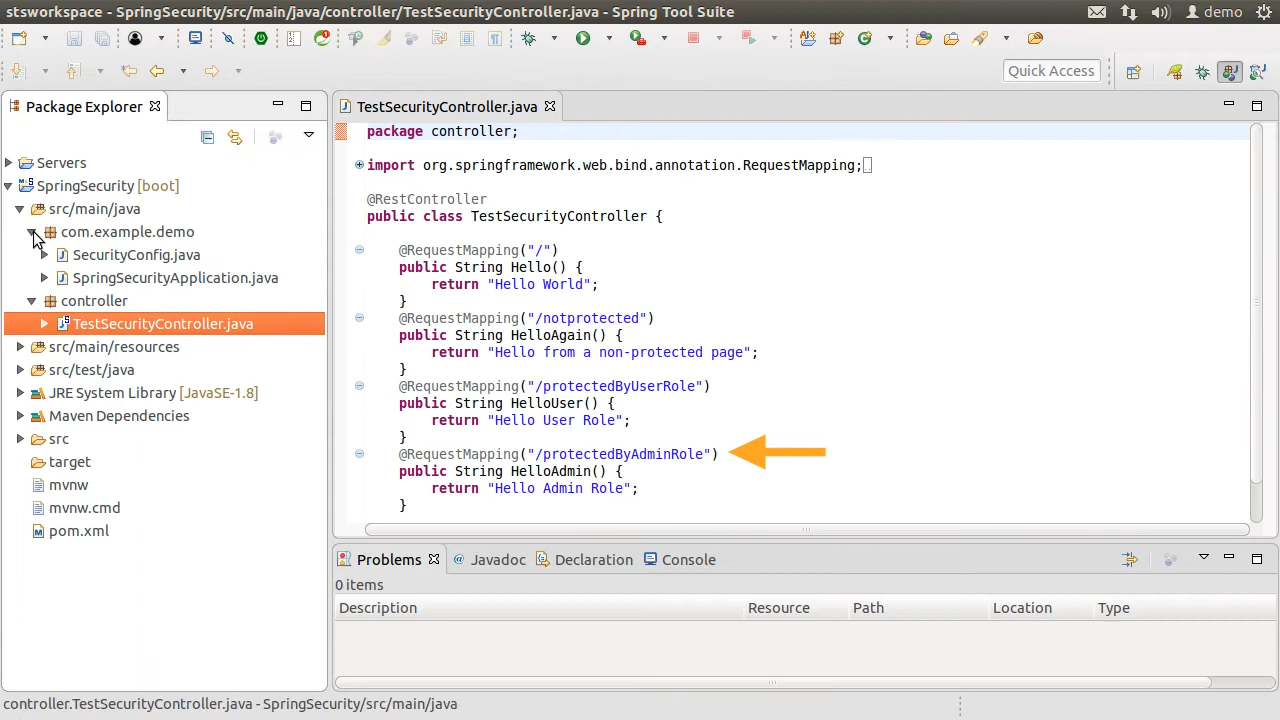 stsworkspace - SpringSecurity/src/main/java/controller/TestSecurityController.java - Spring Tool Suite
demo
Quick Access
Package Explorer
Servers
SpringSecurity [boot]
src/main/java
com.example.demo
SecurityConfig.java
SpringSecurityApplication.java
controller
TestSecurityController.java
src/main/resources
src/test/java
JRE System Library [JavaSE-1.8]
Maven Dependencies
src
target
mvnw
mvnw.cmd
pom.xml
TestSecurityController.java
package controller;
import org.springframework.web.bind.annotation.RequestMapping;
@RestController
public class TestSecurityController {
@RequestMapping("/")
public String Hello() {
return "Hello World";
}
@RequestMapping("/notprotected")
public String HelloAgain() {
return "Hello from a non-protected page";
}
@RequestMapping("/protectedByUserRole")
public String HelloUser() {
return "Hello User Role";
}
@RequestMapping("/protectedByAdminRole")
public String HelloAdmin() {
return "Hello Admin Role";
}
Problems @ Javadoc Declaration Console
0 items
Description Resource Path Location Type
controller.TestSecurityController.java - SpringSecurity/src/main/java